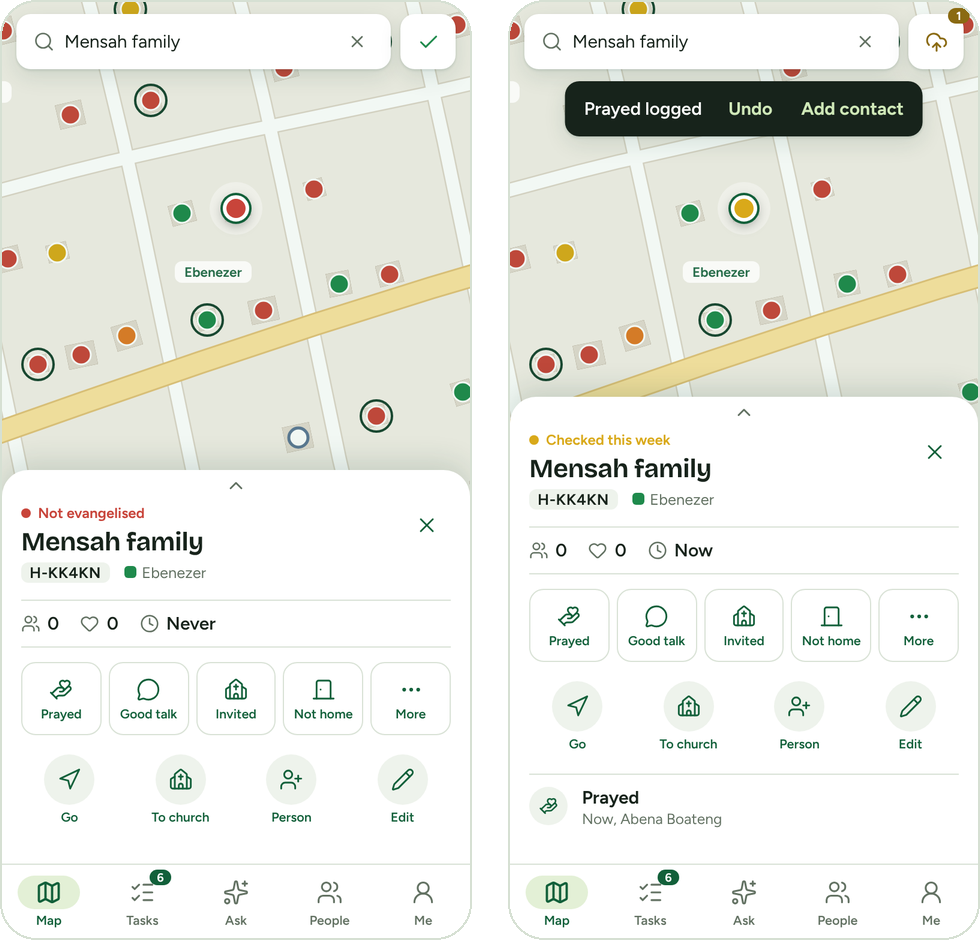 Mensah family
Ebenezer
Not evangelised
Mensah family
H-KK4KN Ebenezer
0 0 Never
Prayed Good talk Invited Not home More
Go To church Person Edit
6
Map Tasks Ask People Me
1
Mensah family
Prayed logged Undo Add contact
Ebenezer
Checked this week
Mensah family
H-KK4KN Ebenezer
0 0 Now
Prayed Good talk Invited Not home More
Go To church Person Edit
Prayed
Now, Abena Boateng
6
Map Tasks Ask People Me